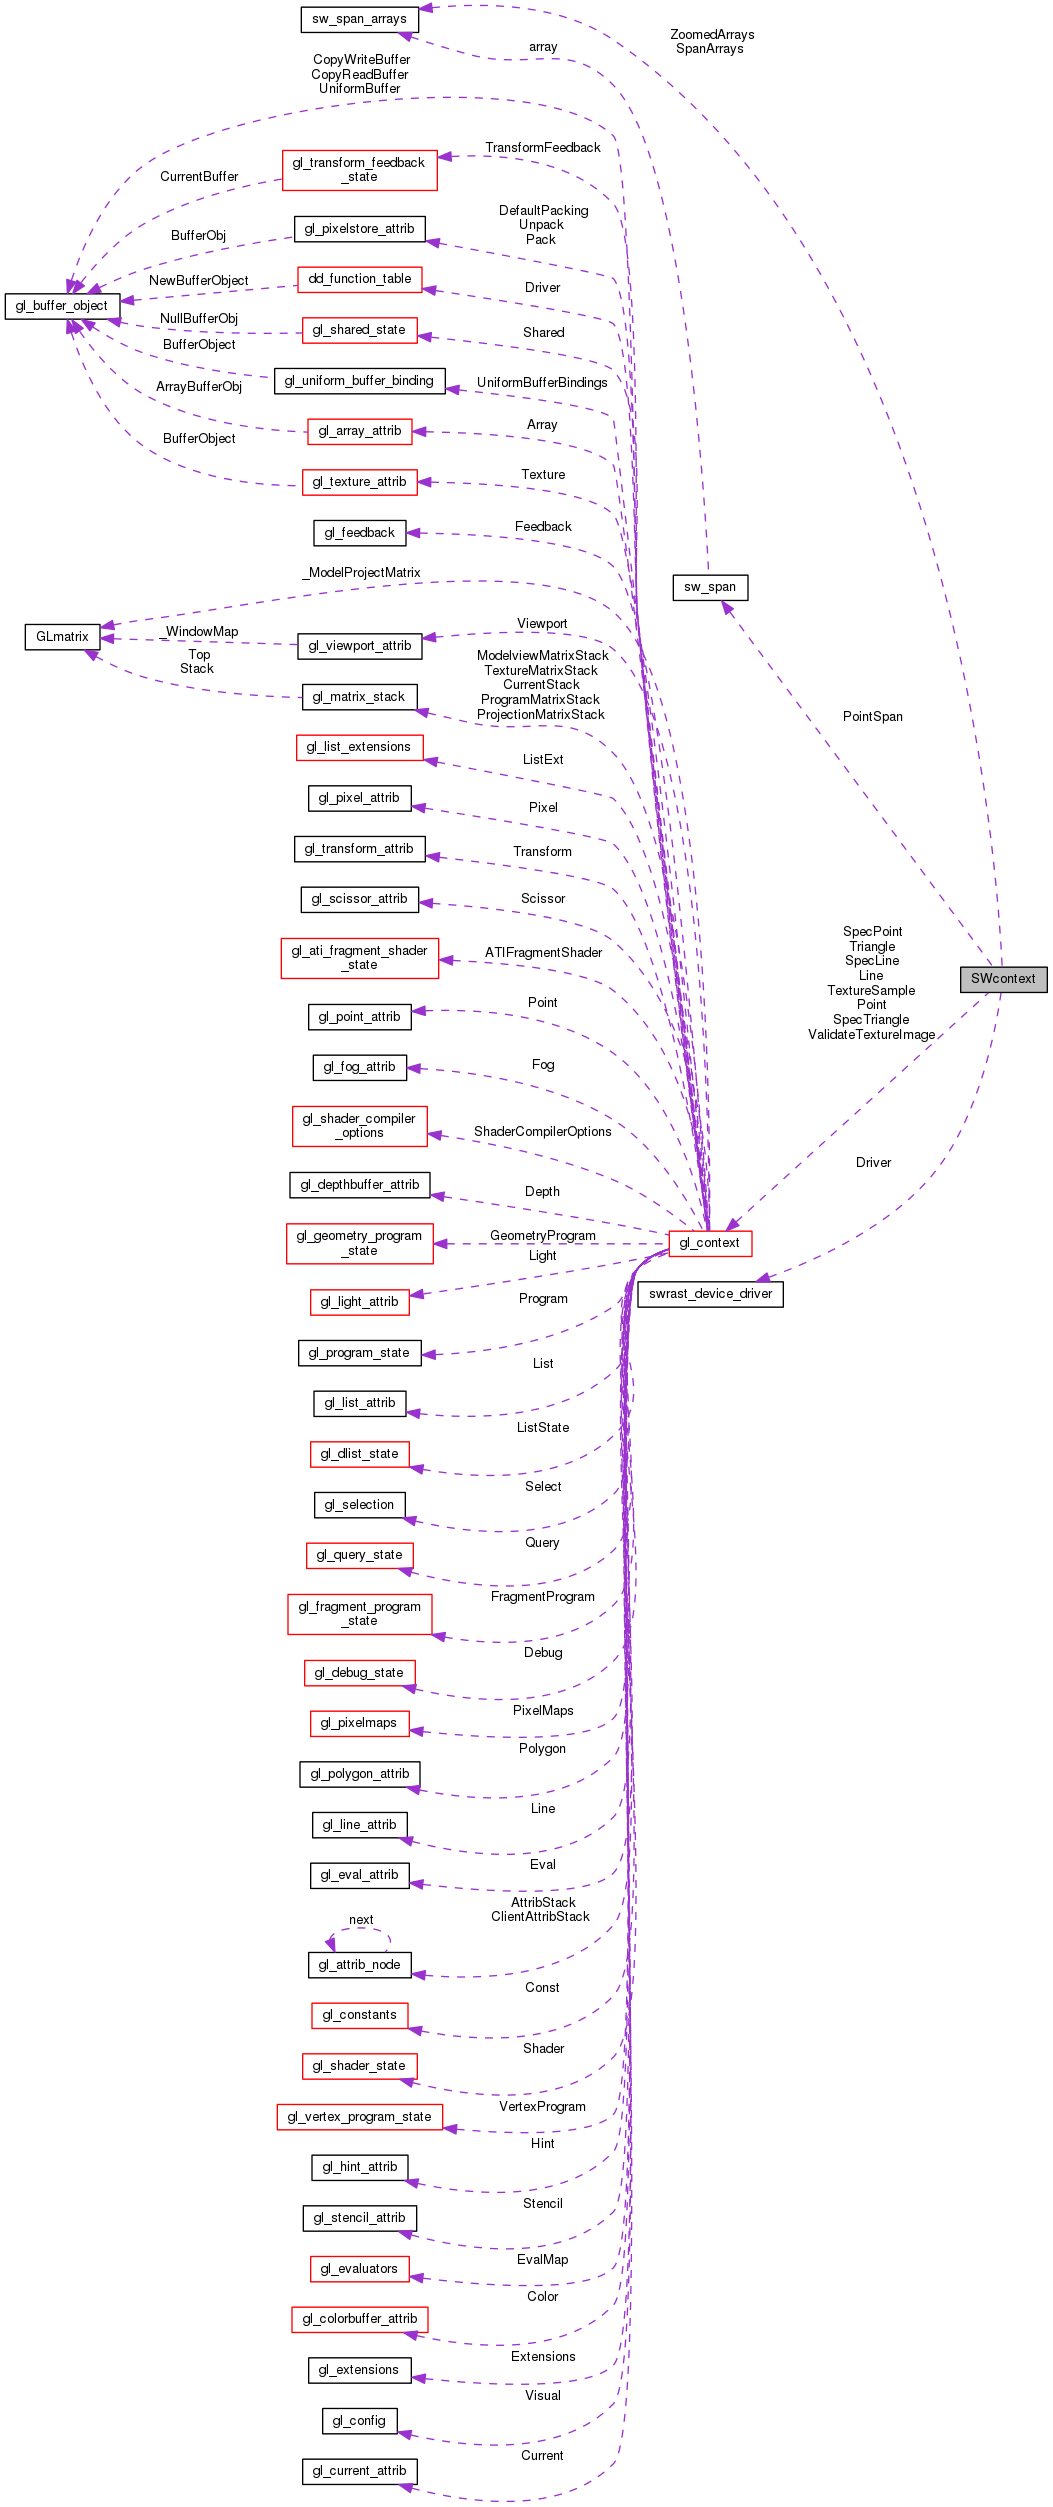 sw_span_arrays
ZoomedArrays
SpanArrays
array
CopyWriteBuffer
CopyReadBuffer
UniformBuffer
TransformFeedback
gl_transform_feedback
_state
CurrentBuffer
DefaultPacking
Unpack
Pack
gl_pixelstore_attrib
BufferObj
dd_function_table
NewBufferObject
Driver
gl_buffer_object
NullBufferObj
gl_shared_state
Shared
BufferObject
gl_uniform_buffer_binding
UniformBufferBindings
ArrayBufferObj
gl_array_attrib
Array
BufferObject
gl_texture_attrib
Texture
gl_feedback
Feedback
_ModelProjectMatrix
sw_span
GLmatrix
_WindowMap
gl_viewport_attrib
Viewport
Top
Stack
gl_matrix_stack
ModelviewMatrixStack
TextureMatrixStack
CurrentStack
ProgramMatrixStack
ProjectionMatrixStack
PointSpan
gl_list_extensions
ListExt
gl_pixel_attrib
Pixel
gl_transform_attrib
Transform
gl_scissor_attrib
Scissor
gl_ati_fragment_shader
_state
ATIFragmentShader
SpecPoint
Triangle
SpecLine
Line
TextureSample
Point
SpecTriangle
ValidateTextureImage
SWcontext
gl_point_attrib
Point
gl_fog_attrib
Fog
gl_shader_compiler
_options
ShaderCompilerOptions
gl_depthbuffer_attrib
Depth
Driver
gl_geometry_program
_state
GeometryProgram
gl_context
Light
gl_light_attrib
swrast_device_driver
Program
gl_program_state
List
gl_list_attrib
ListState
gl_dlist_state
Select
gl_selection
Query
gl_query_state
FragmentProgram
gl_fragment_program
_state
Debug
gl_debug_state
PixelMaps
gl_pixelmaps
Polygon
gl_polygon_attrib
Line
gl_line_attrib
Eval
gl_eval_attrib
AttribStack
ClientAttribStack
next
gl_attrib_node
Const
gl_constants
Shader
gl_shader_state
VertexProgram
gl_vertex_program_state
Hint
gl_hint_attrib
Stencil
gl_stencil_attrib
EvalMap
gl_evaluators
Color
gl_colorbuffer_attrib
Extensions
gl_extensions
Visual
gl_config
Current
gl_current_attrib